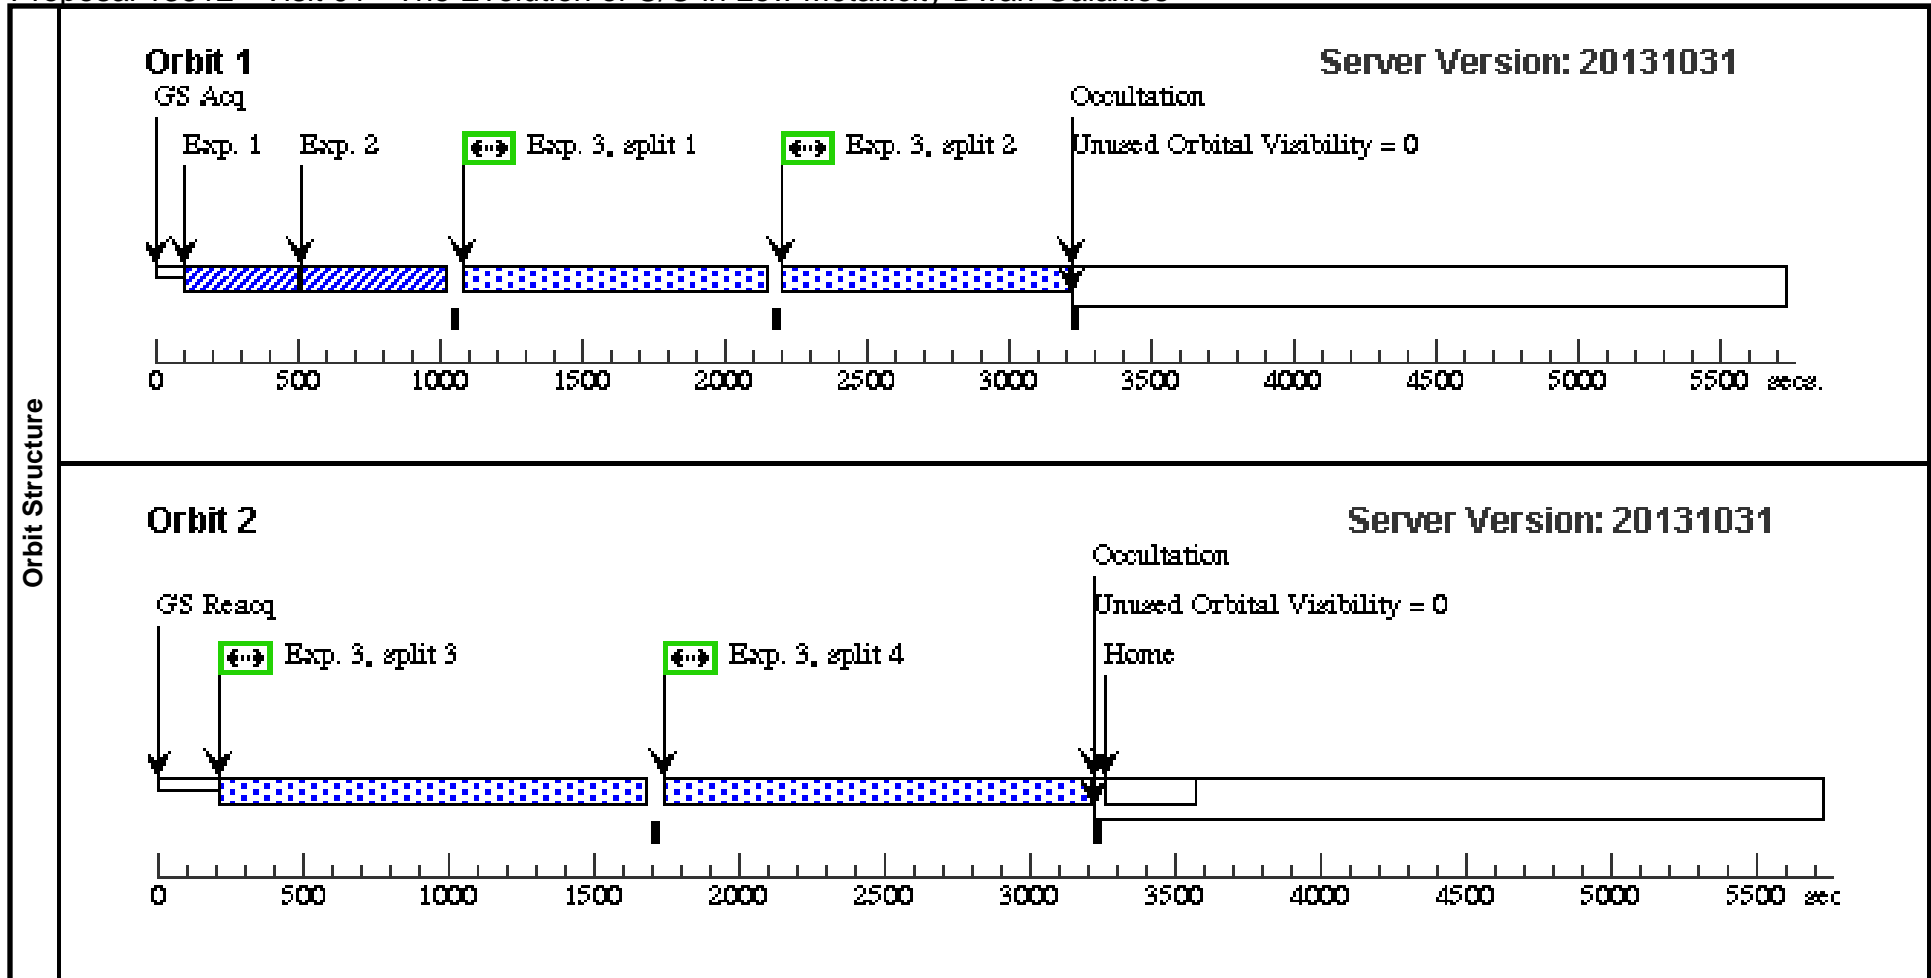 Orbit Structure
Orbit 1
Server Version: 20131031
GS Acq
Occultation
Exp. 1
Exp. 2
Exp. 3, split 1
Exp. 3, split 2
Unused Orbital Visibility = 0
0 500 1000 1500 2000 2500 3000 3500 4000 4500 5000 5500 secs.
Orbit 2
Server Version: 20131031
Occultation
GS Reacq
Unused Orbital Visibility = 0
Exp. 3, split 3
Exp. 3, split 4
Home
0 500 1000 1500 2000 2500 3000 3500 4000 4500 5000 5500 sec